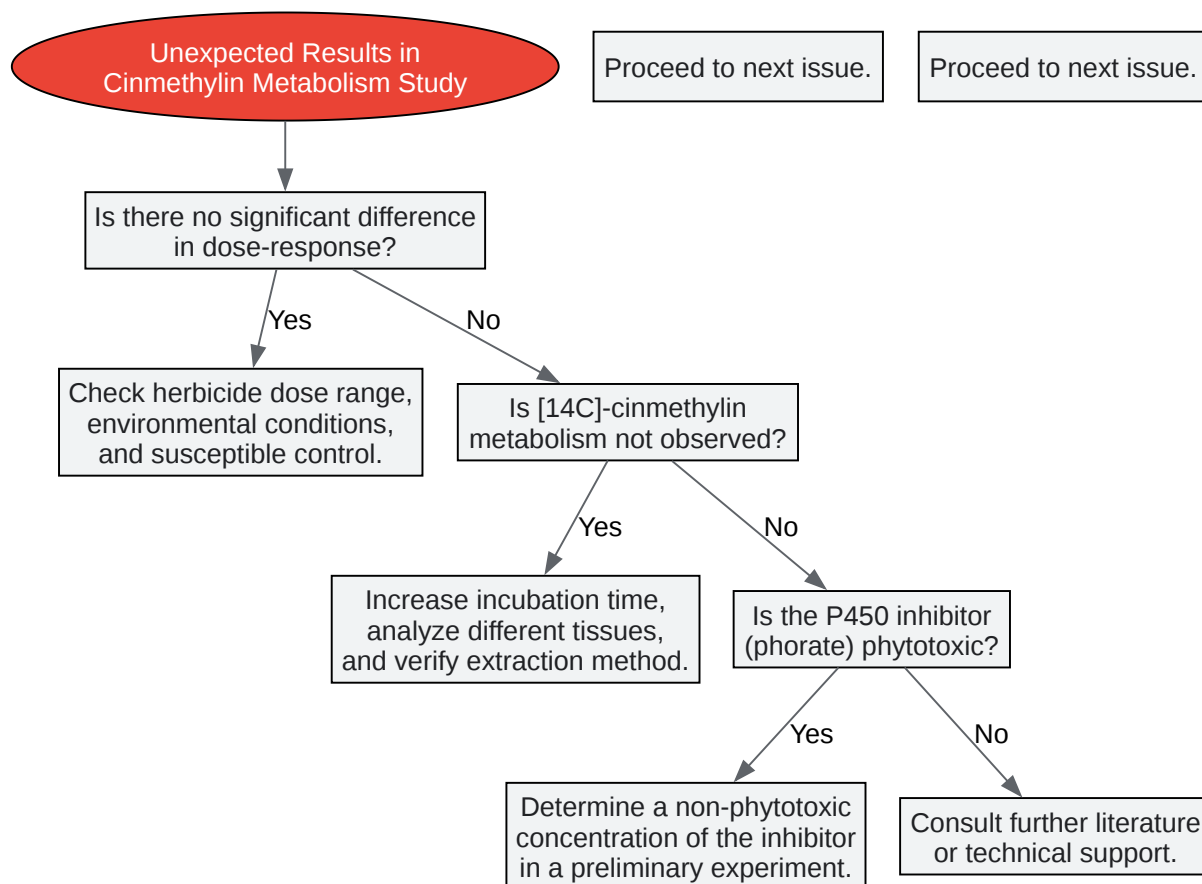 Unexpected Results in
Cinmethylin Metabolism Study
Proceed to next issue.
Proceed to next issue.
Is there no significant difference
in dose-response?
Yes
No
Check herbicide dose range,
environmental conditions,
and susceptible control.
Is [14C]-cinmethylin
metabolism not observed?
Yes
No
Increase incubation time,
analyze different tissues,
and verify extraction method.
Is the P450 inhibitor
(phorate) phytotoxic?
Yes
No
Determine a non-phytotoxic
concentration of the inhibitor
in a preliminary experiment.
Consult further literature
or technical support.